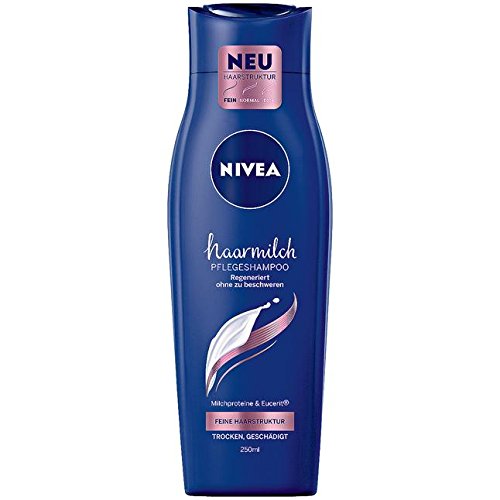 NEU
HAARSTRUKTUR
FEIN NORMAL
NIVEA
haarmilch
PFLEGESHAMPOO
Regeneriert
ohne zu beschweren
Milchproteine & Eucerit®
FEINE HAARSTRUKTUR
TROCKEN, GESCHÄDIGT
250ml